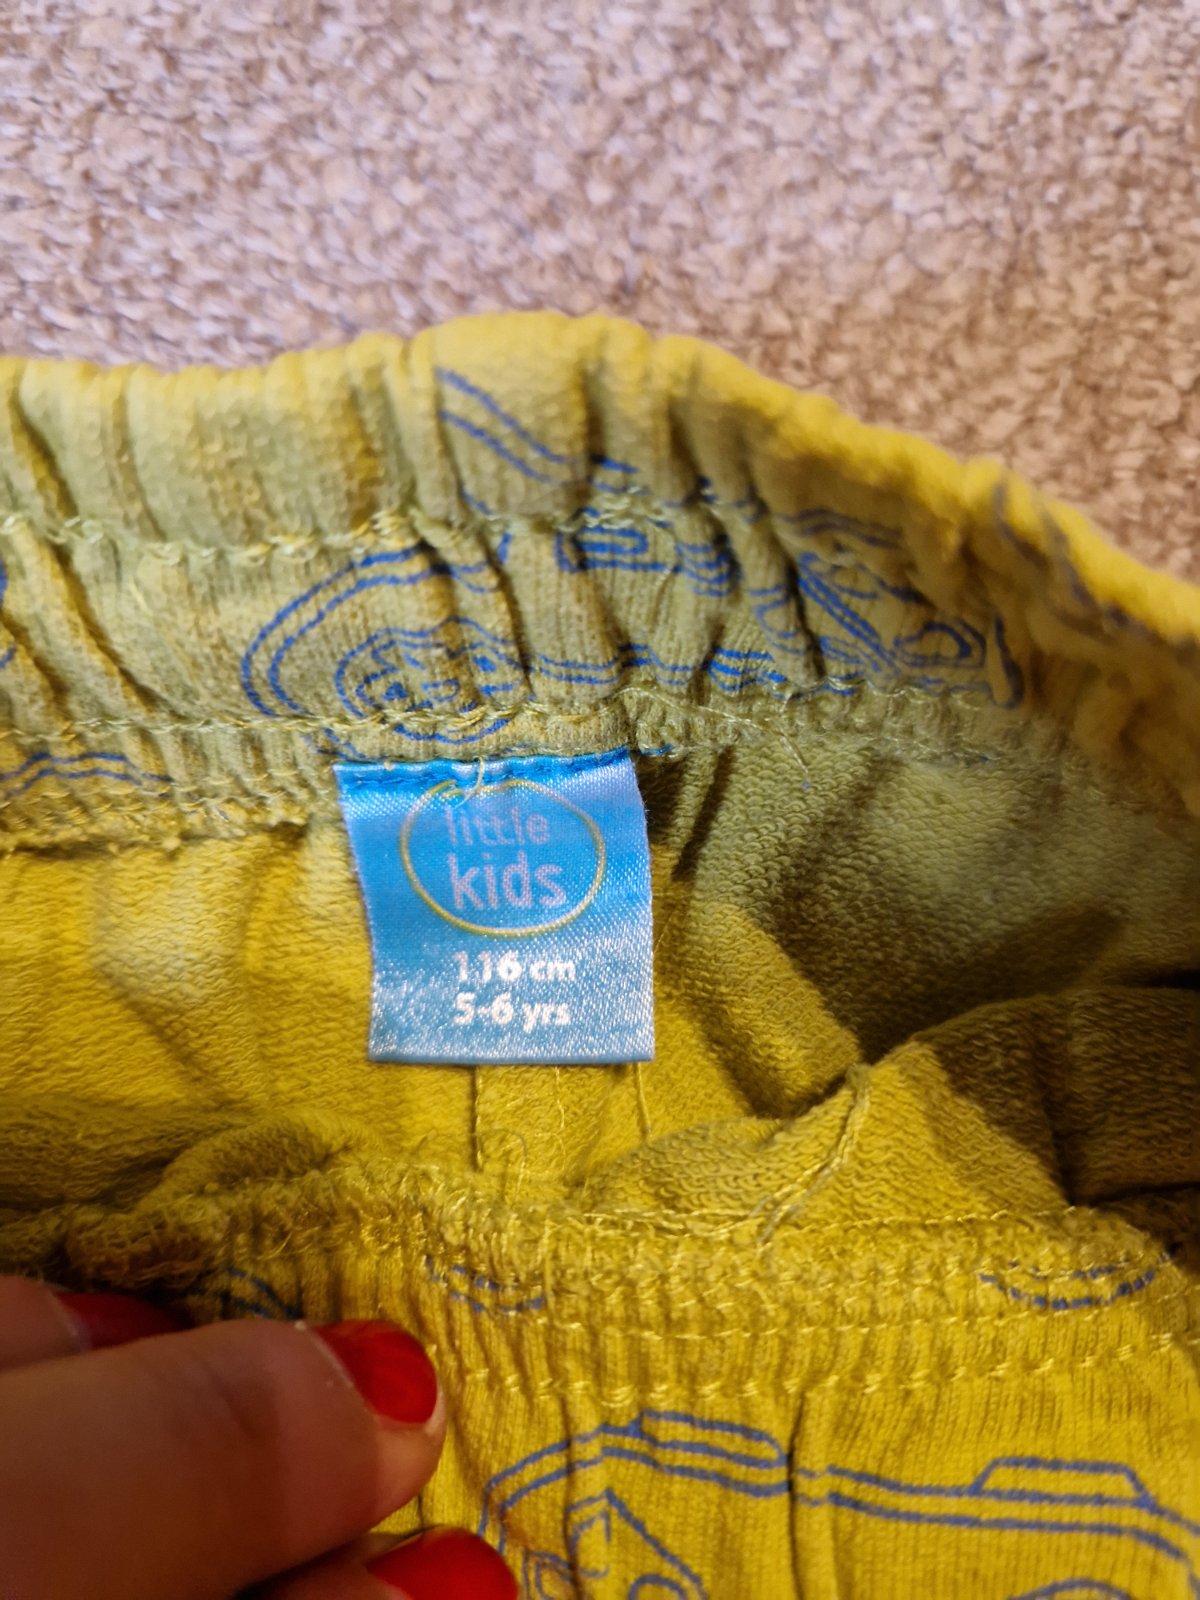 little
kids
116 cm
5-6 yrs